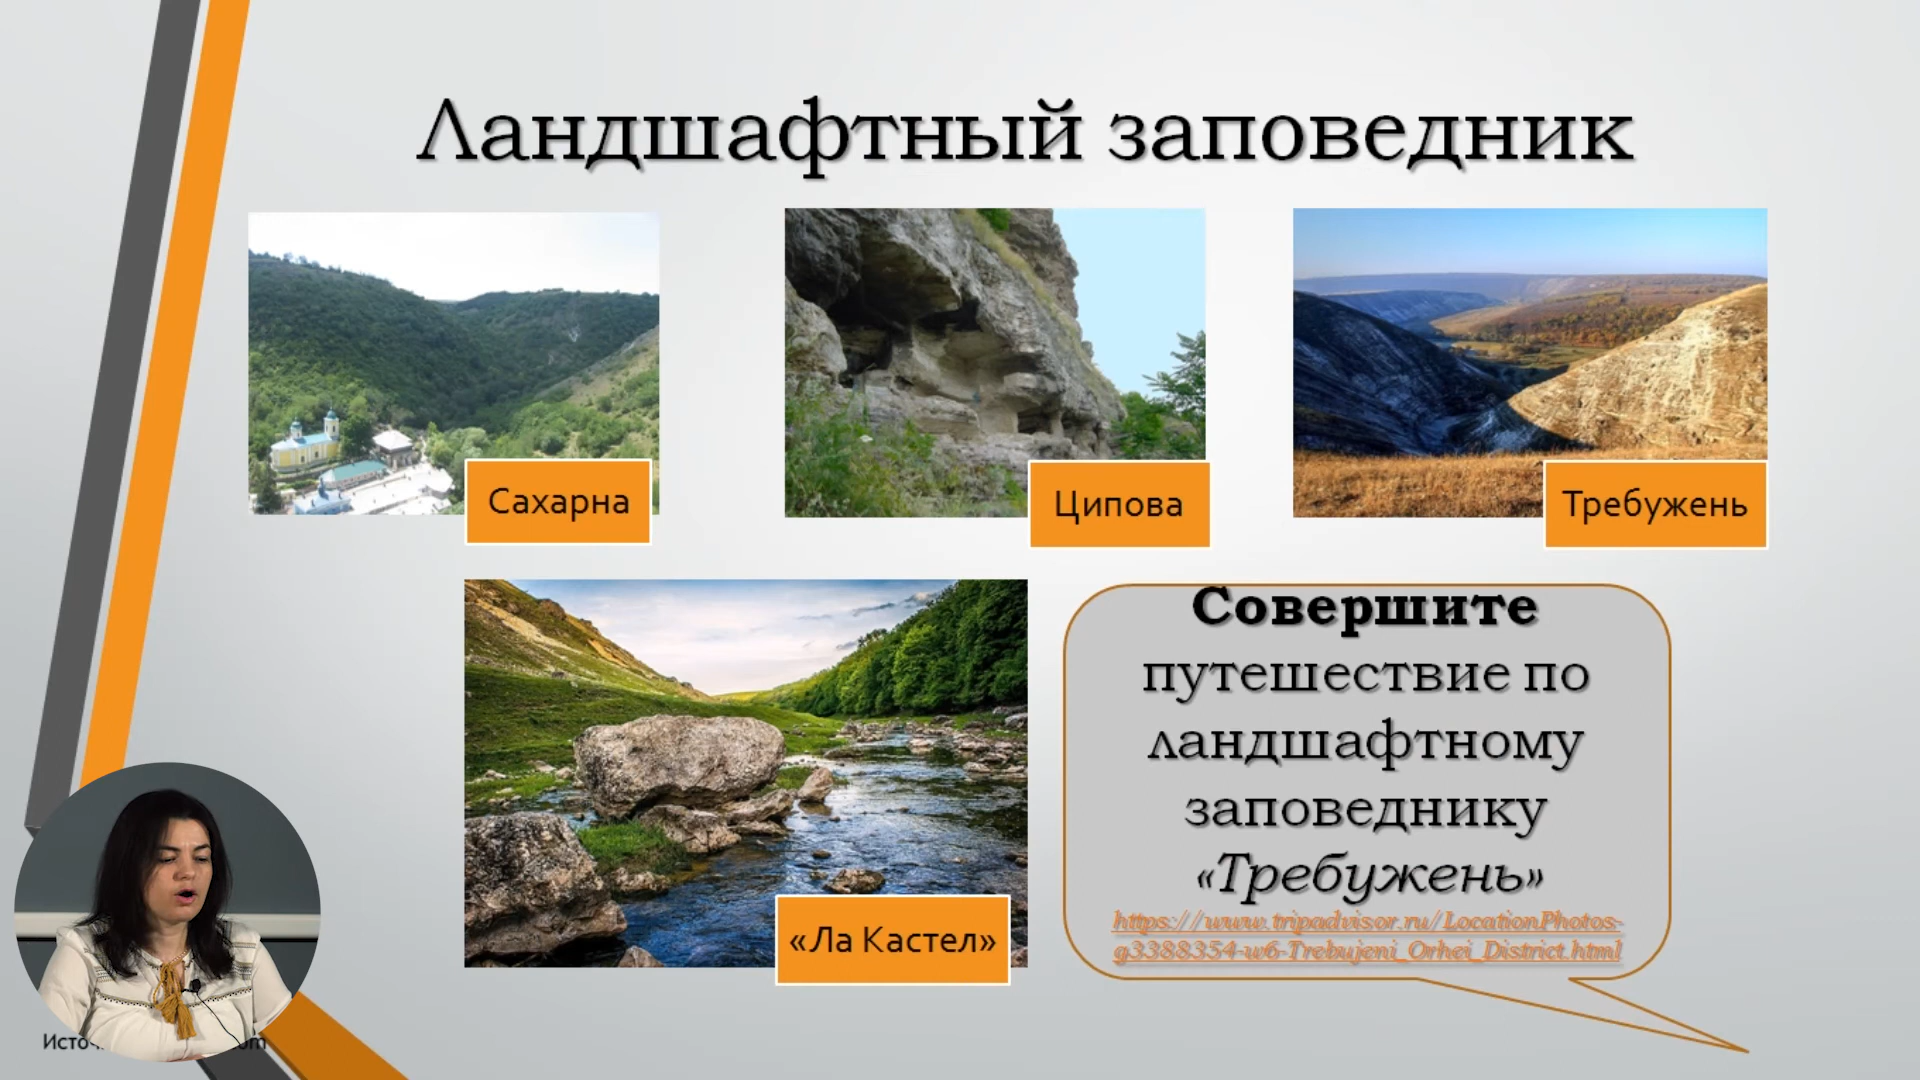 Ландшафтный заповедник
Сахарна
Ципова
Требужень
«Ла Кастел»
Совершите
путешествие по
ландшафтному
заповеднику
«Требужень»
https://www.tripadvisor.ru/LocationPhotos-
g3388354-w6-Trebujeni_Orhei_District.html